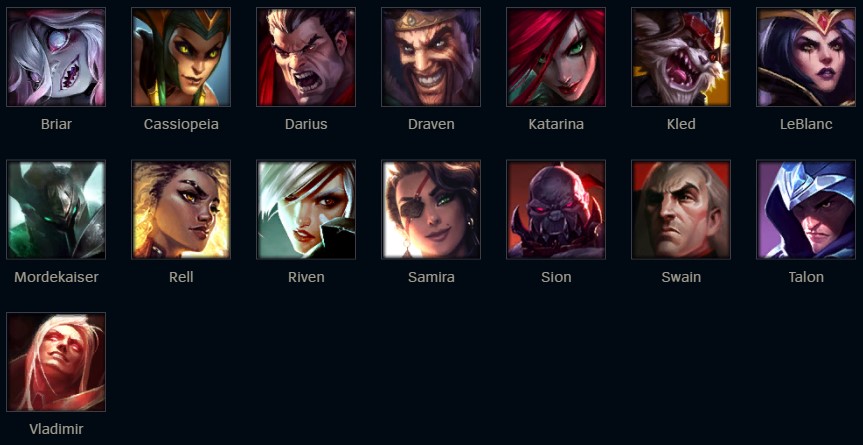 Briar Cassiopeia Darius Draven Katarina Kled LeBlanc
Mordekaiser Rell Riven Samira Sion Swain Talon
Vladimir